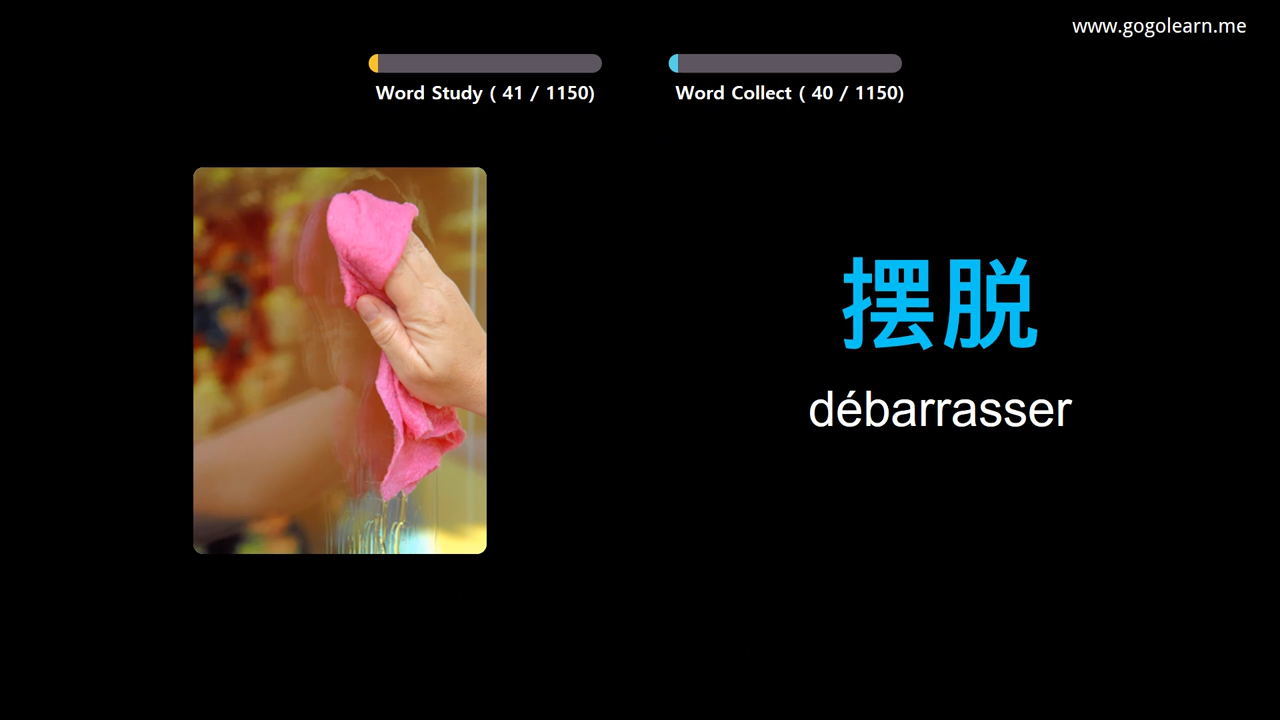 www.gogolearn.me
Word Study ( 41 / 1150)
Word Collect ( 40 / 1150)
摆脱
débarrasser